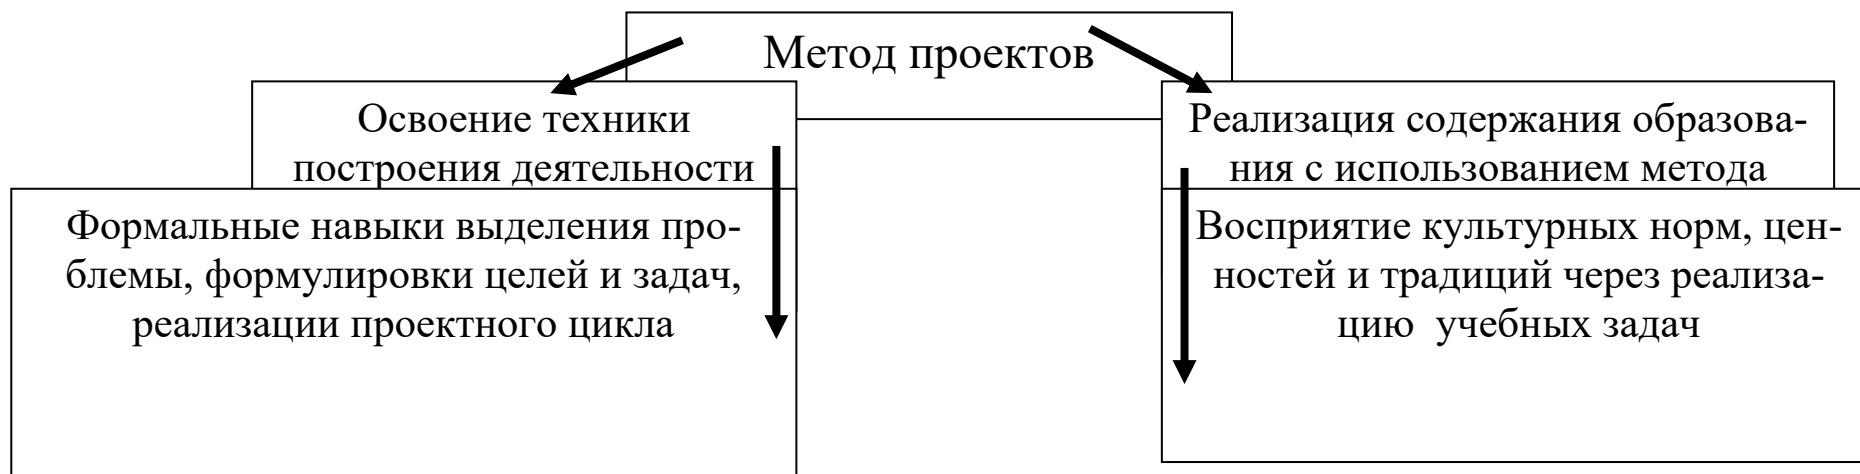 Метод проектов
Освоение техники
построения деятельности
Реализация содержания образова-
ния с использованием метода
Формальные навыки выделения про-
блемы, формулировки целей и задач,
реализации проектного цикла
Восприятие культурных норм, цен-
ностей и традиций через реализа-
цию учебных задач